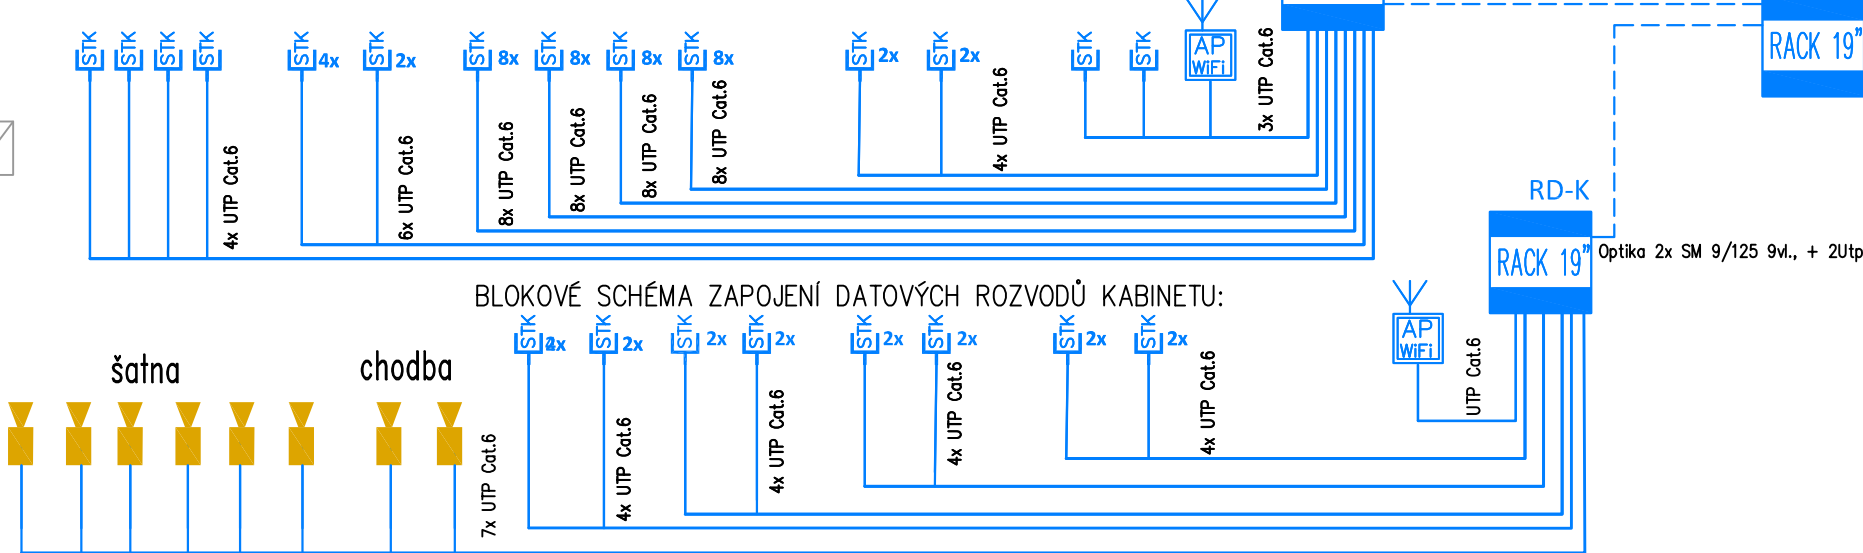 STK STK STK STK STK 4x STK 2x STK 8x STK 8x STK 8x STK 8x STK 2x STK 2x STK STK AP WiFi
RACK 19"
4x UTP Cat.6
6x UTP Cat.6
8x UTP Cat.6
8x UTP Cat.6
8x UTP Cat.6
8x UTP Cat.6
4x UTP Cat.6
3x UTP Cat.6
RD-K
RACK 19"
Optika 2x SM 9/125 9vl., + 2Utp
BLOKOVÉ SCHÉMA ZAPOJENÍ DATOVÝCH ROZVODŮ KABINETU:
STK STK 2x STK 2x STK 2x STK 2x STK 2x STK 2x STK 2x AP WiFi
šatna
chodba
7x UTP Cat.6
4x UTP Cat.6
4x UTP Cat.6
4x UTP Cat.6
4x UTP Cat.6
UTP Cat.6